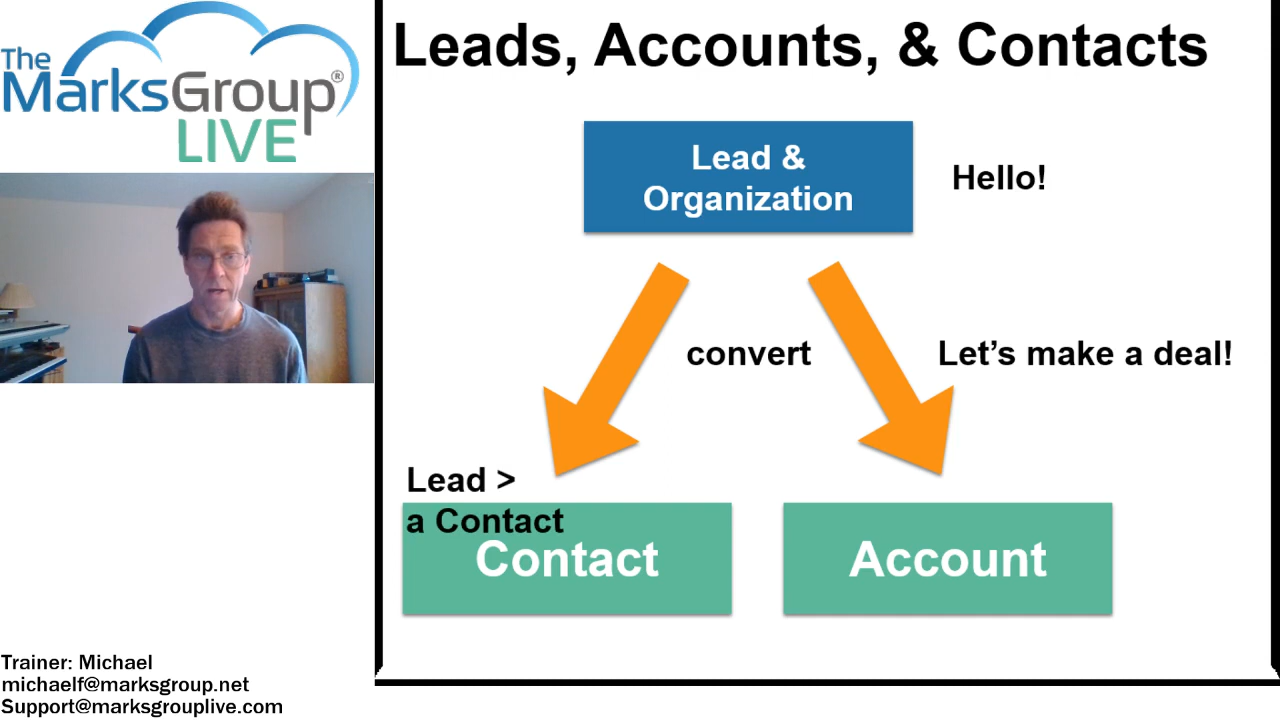 The
MarksGroup®
LIVE
Leads, Accounts, & Contacts
Lead &
Organization
Hello!
convert
Let's make a deal!
Lead >
a Contact
Contact
Account
Trainer: Michael
michaelf@marksgroup.net
Support@marksgrouplive.com